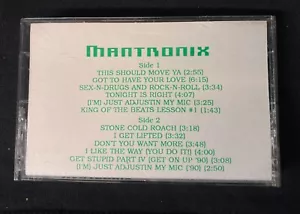 MANTRONIX
Side 1
THIS SHOULD MOVE YA (2:55)
GOT TO HAVE YOUR LOVE (6:15)
SEX-N-DRUGS AND ROCK-N-ROLL (3:34)
TONIGHT IS RIGHT (4:07)
(I'M) JUST ADJUSTIN MY MIC (3:25)
KING OF THE BEATS LESSON #1 (1:43)
Side 2
STONE COLD ROACH (3:18)
I GET LIFTED (3:32)
DON'T YOU WANT MORE (3:48)
I LIKE THE WAY (YOU DO IT!) (4:00)
GET STUPID PART IV (GET ON UP '90) (3:08)
(I'M) JUST ADJUSTIN MY MIC ('90) (2:50)